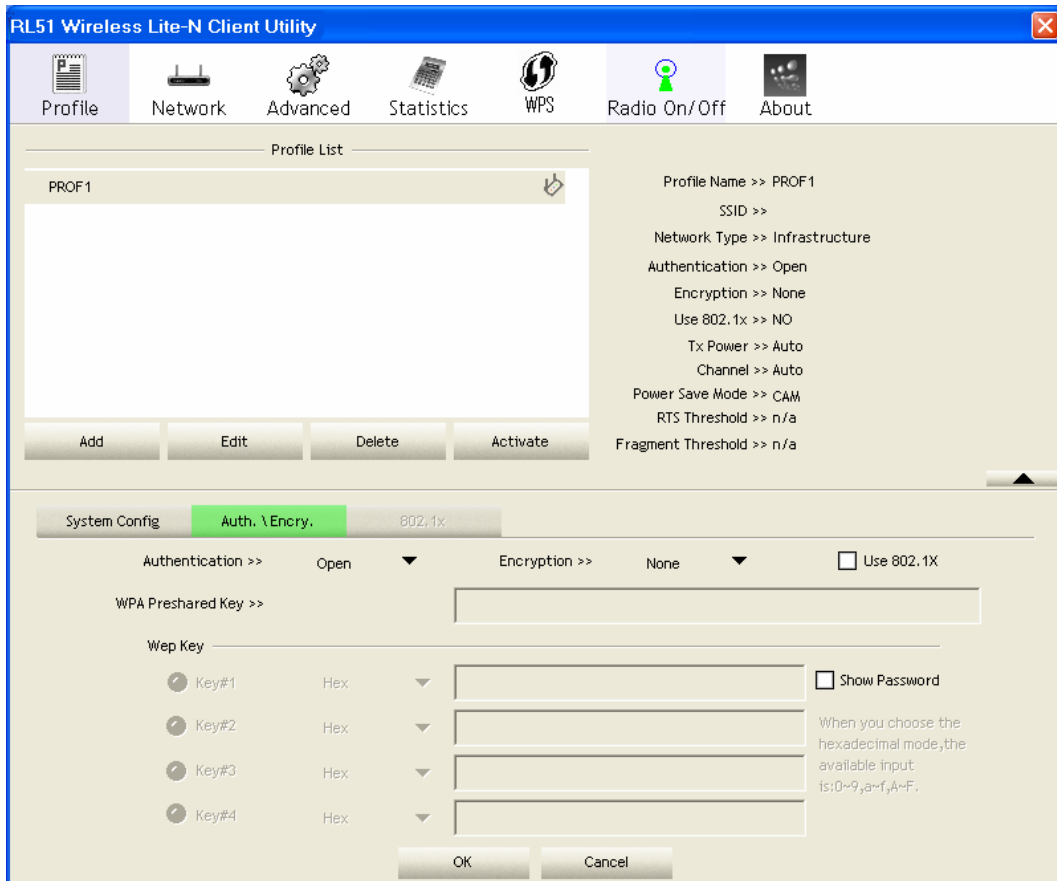 RL51 Wireless Lite-N Client Utility
Profile Network Advanced Statistics WPS Radio On/Off About
Profile List
PROF1
Add Edit Delete Activate
Profile Name >> PROF1
SSID >>
Network Type >> Infrastructure
Authentication >> Open
Encryption >> None
Use 802.1x >> NO
Tx Power >> Auto
Channel >> Auto
Power Save Mode >> CAM
RTS Threshold >> n/a
Fragment Threshold >> n/a
System Config Auth. \ Encry. 802.1x
Authentication >> Open Encryption >> None Use 802.1X
WPA Preshared Key >>
Wep Key
Key#1 Hex Show Password
Key#2 Hex
Key#3 Hex
Key#4 Hex
When you choose the
hexadecimal mode,the
available input
is:0~9,a~f,A~F.
OK Cancel